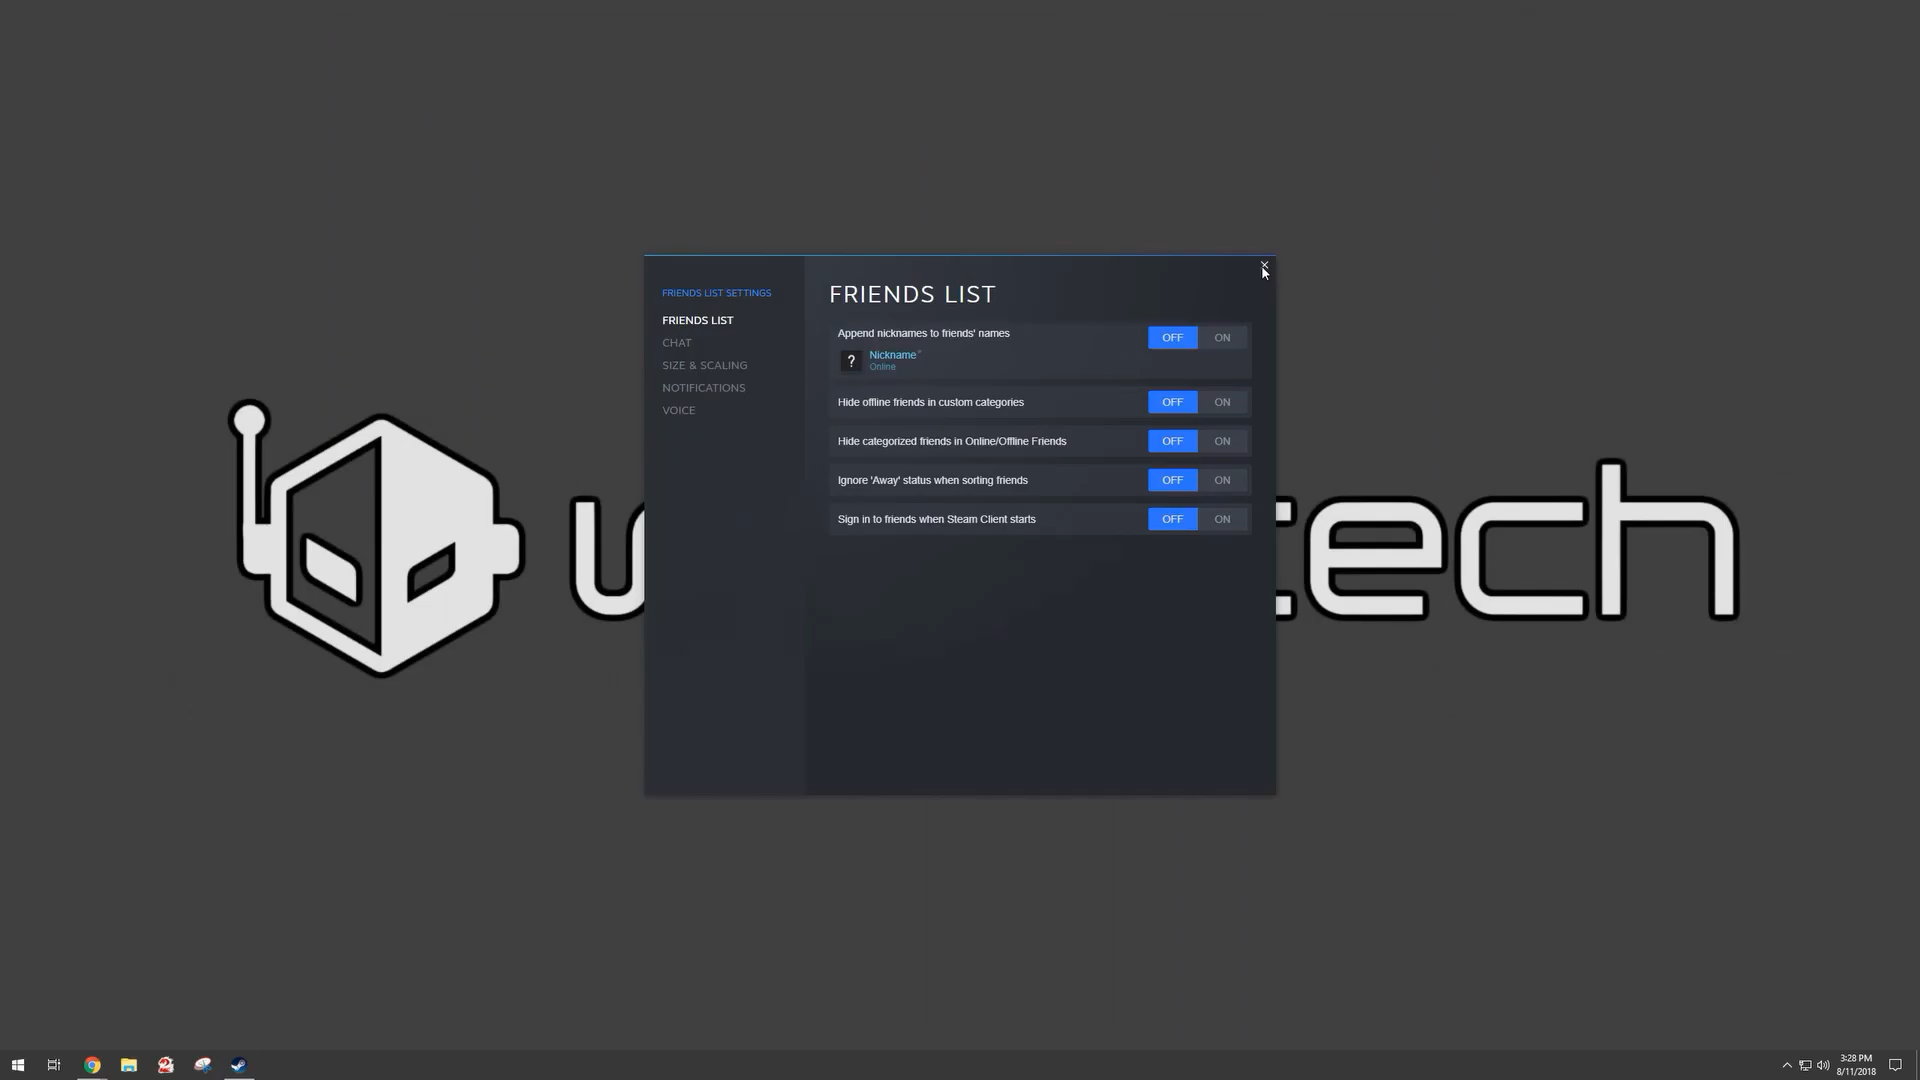 FRIENDS LIST SETTINGS
FRIENDS LIST
CHAT
SIZE & SCALING
NOTIFICATIONS
VOICE
FRIENDS LIST
Append nicknames to friends' names
OFF ON
? Nickname*
Online
Hide offline friends in custom categories
OFF ON
Hide categorized friends in Online/Offline Friends
OFF ON
Ignore 'Away' status when sorting friends
OFF ON
Sign in to friends when Steam Client starts
OFF ON
tech
3:28 PM
8/11/2018